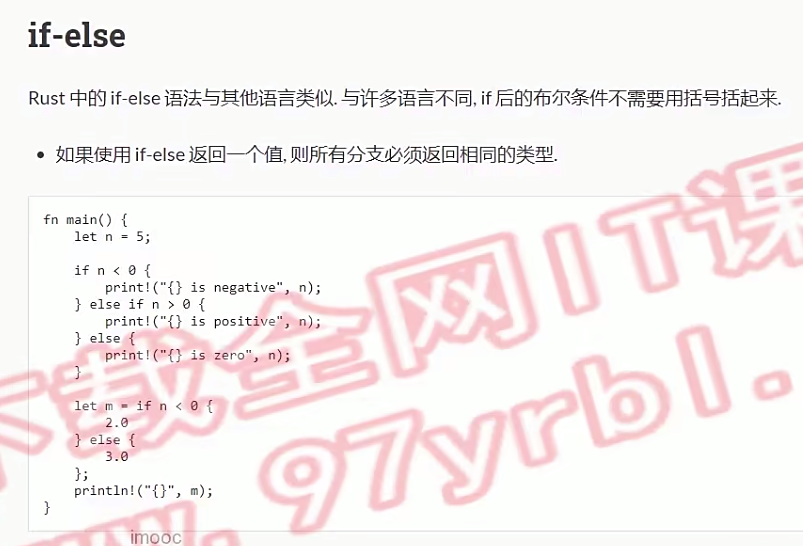 if-else
Rust 中的 if-else 语法与其他语言类似. 与许多语言不同, if 后的布尔条件不需要用括号括起来.
• 如果使用 if-else 返回一个值, 则所有分支必须返回相同的类型.
fn main() {
    let n = 5;
    if n < 0 {
        print!("{} is negative", n);
    } else if n > 0 {
        print!("{} is positive", n);
    } else {
        print!("{} is zero", n);
    }
    let m = if n < 0 {
        2.0
    } else {
        3.0
    };
    println!("{}", m);
}
下载全网IT课
www.97yrbl.
imooc